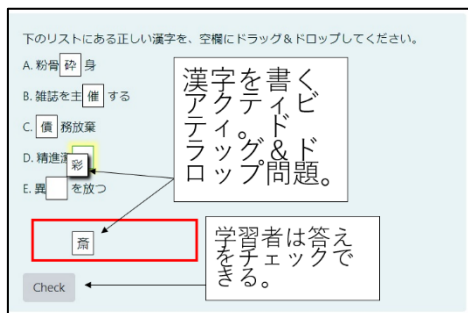 下のリストにある正しい漢字を、空欄にドラッグ＆ドロップしてください。
A. 粉骨 砕 身
B. 雑誌を主 催 する
C. 債 務放棄
D. 精進潔
彩
E. 異 を放つ
斎
Check
漢字を書く
アクティビ
ティ。ド
ラッグ＆ド
ロップ問題。
学習者は答え
をチェックで
きる。